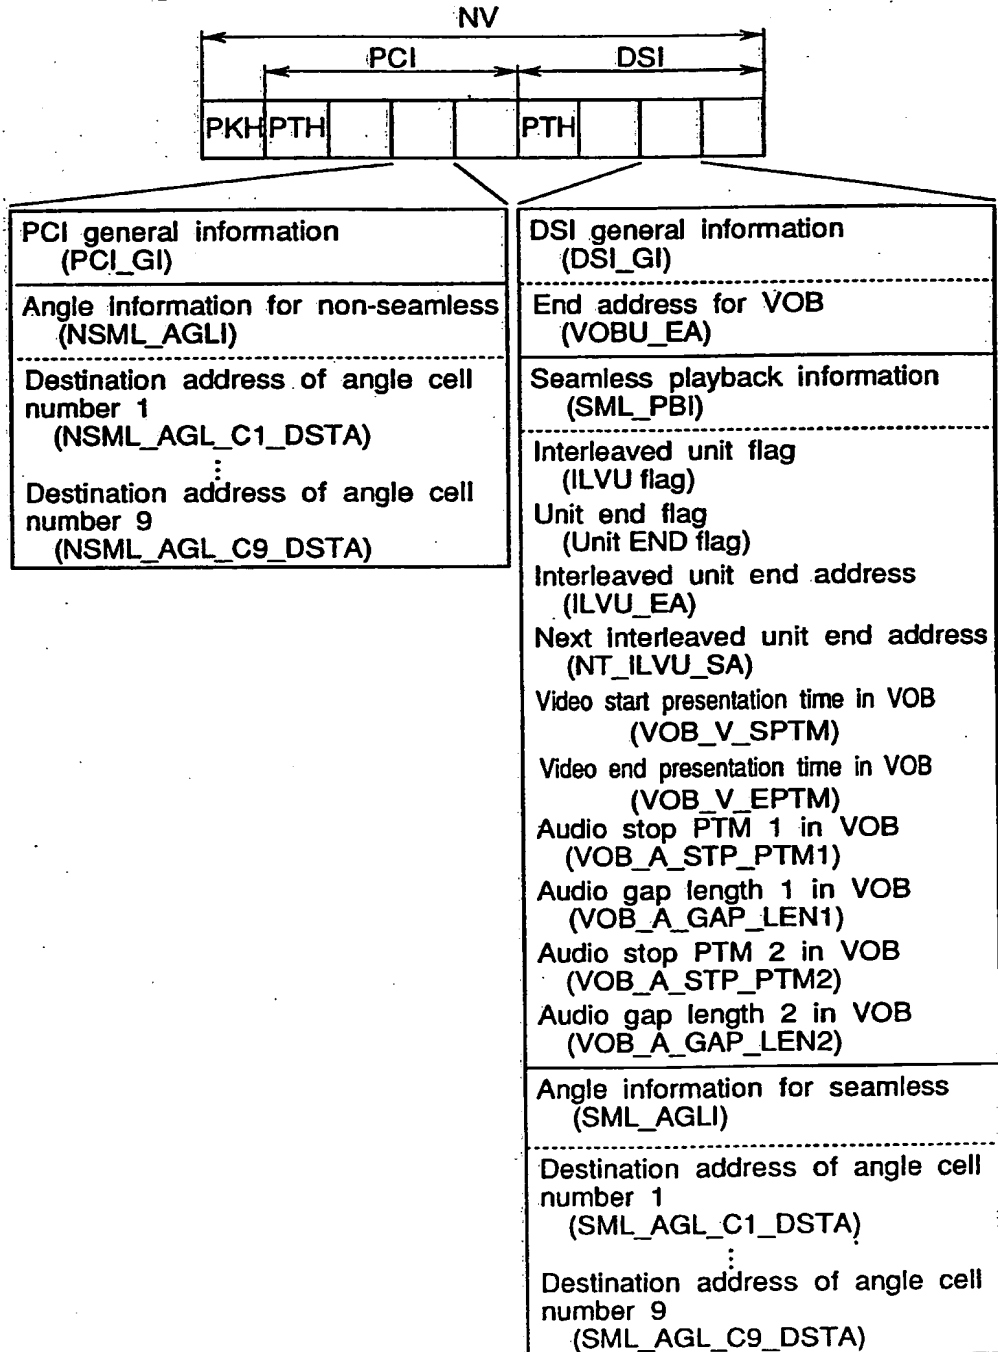 NV
PCI DSI
PKH PTH PTH
PCI general information
(PCI_GI)
Angle information for non-seamless
(NSML_AGLI)
Destination address of angle cell
number 1
(NSML_AGL_C1_DSTA)
⋮
Destination address of angle cell
number 9
(NSML_AGL_C9_DSTA)
DSI general information
(DSI_GI)
End address for VOB
(VOBU_EA)
Seamless playback information
(SML_PBI)
Interleaved unit flag
(ILVU flag)
Unit end flag
(Unit END flag)
Interleaved unit end address
(ILVU_EA)
Next interleaved unit end address
(NT_ILVU_SA)
Video start presentation time in VOB
(VOB_V_SPTM)
Video end presentation time in VOB
(VOB_V_EPTM)
Audio stop PTM 1 in VOB
(VOB_A_STP_PTM1)
Audio gap length 1 in VOB
(VOB_A_GAP_LEN1)
Audio stop PTM 2 in VOB
(VOB_A_STP_PTM2)
Audio gap length 2 in VOB
(VOB_A_GAP_LEN2)
Angle information for seamless
(SML_AGLI)
Destination address of angle cell
number 1
(SML_AGL_C1_DSTA)
⋮
Destination address of angle cell
number 9
(SML_AGL_C9_DSTA)